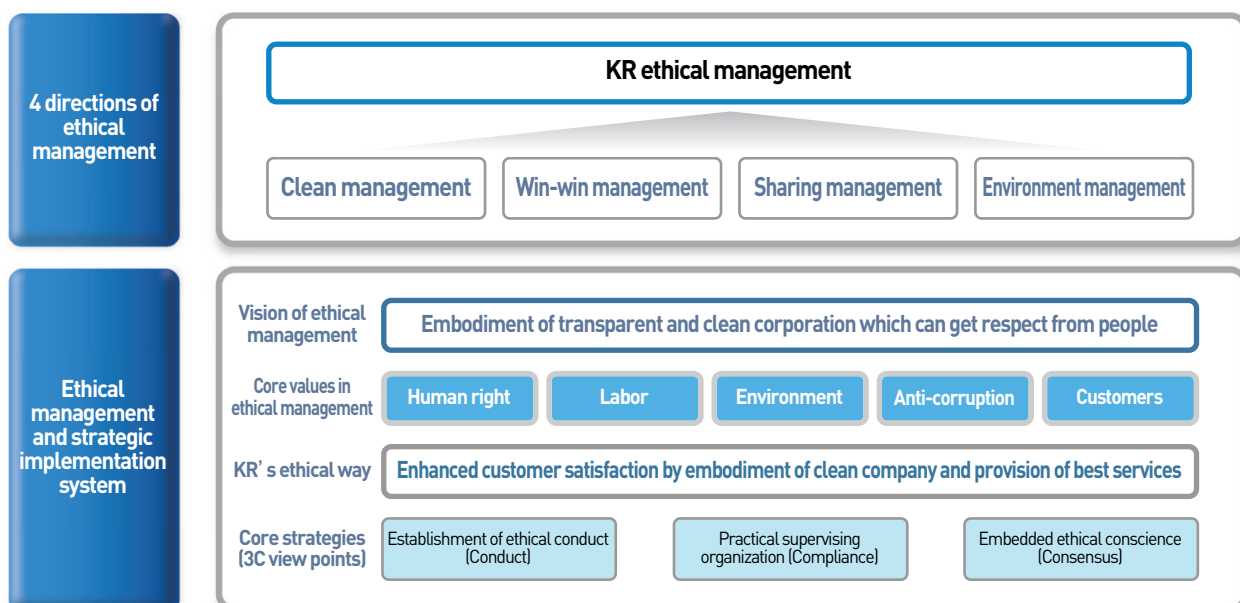 4 directions of
ethical
management
KR ethical management
Clean management
Win-win management
Sharing management
Environment management
Ethical
management
and strategic
implementation
system
Vision of ethical
management
Embodiment of transparent and clean corporation which can get respect from people
Core values in
ethical management
Human right
Labor
Environment
Anti-corruption
Customers
KR' s ethical way
Enhanced customer satisfaction by embodiment of clean company and provision of best services
Core strategies
(3C view points)
Establishment of ethical conduct
(Conduct)
Practical supervising
organization (Compliance)
Embedded ethical conscience
(Consensus)